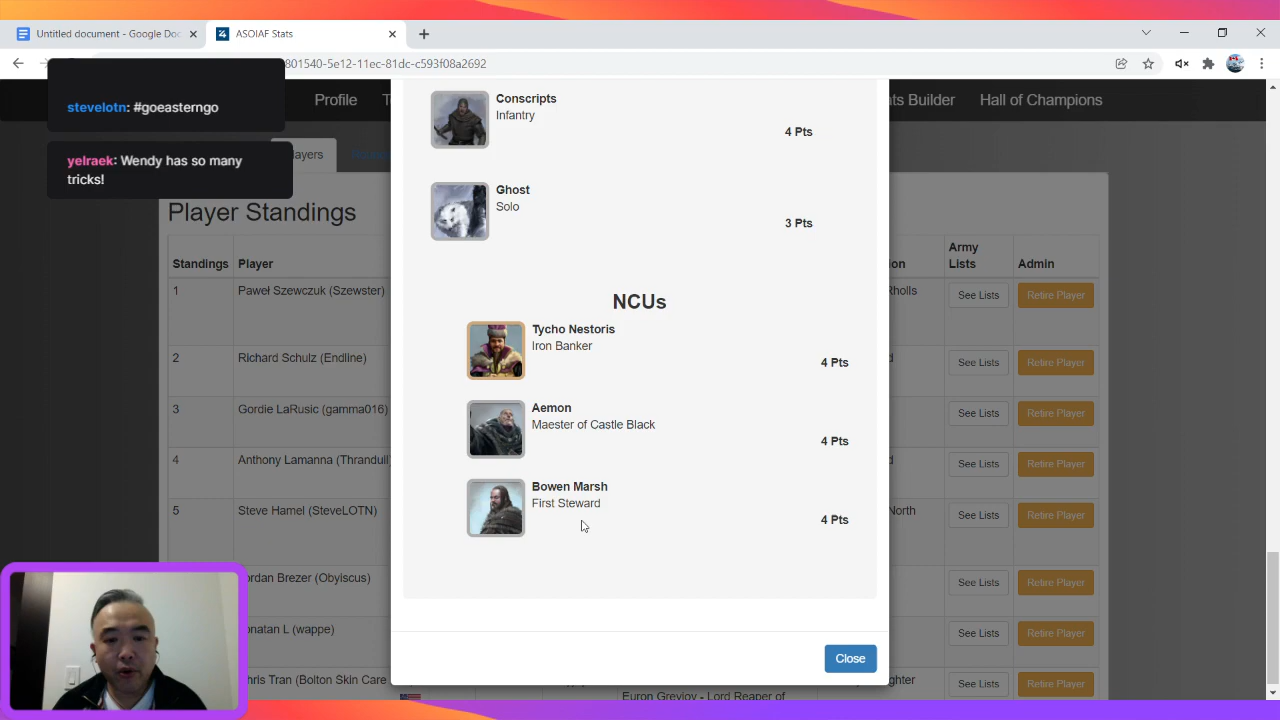 Untitled document - Google Doc
ASOIAF Stats
801540-5e12-11ec-81dc-c593f08a2692
stevelotn: #goeasterngo
yelraek: Wendy has so many
tricks!
Profile
T
ts Builder
Hall of Champions
ayers
Player Standings
Standings
Player
Army
Lists
Admin
1
Paweł Szewczuk (Szewster)
Rholls
See Lists
Retire Player
2
Richard Schulz (Endline)
d
See Lists
Retire Player
3
Gordie LaRusic (gamma016)
See Lists
Retire Player
4
Anthony Lamanna (Thranduil
d
See Lists
Retire Player
5
Steve Hamel (SteveLOTN)
North
See Lists
Retire Player
ordan Brezer (Obylscus)
See Lists
Retire Player
onatan L (wappe)
See Lists
Retire Player
hris Tran (Bolton Skin Care
Euron Greyjoy - Lord Reaper of
ghter
See Lists
Retire Player
Conscripts
Infantry
4 Pts
Ghost
Solo
3 Pts
NCUs
Tycho Nestoris
Iron Banker
4 Pts
Aemon
Maester of Castle Black
4 Pts
Bowen Marsh
First Steward
4 Pts
Close